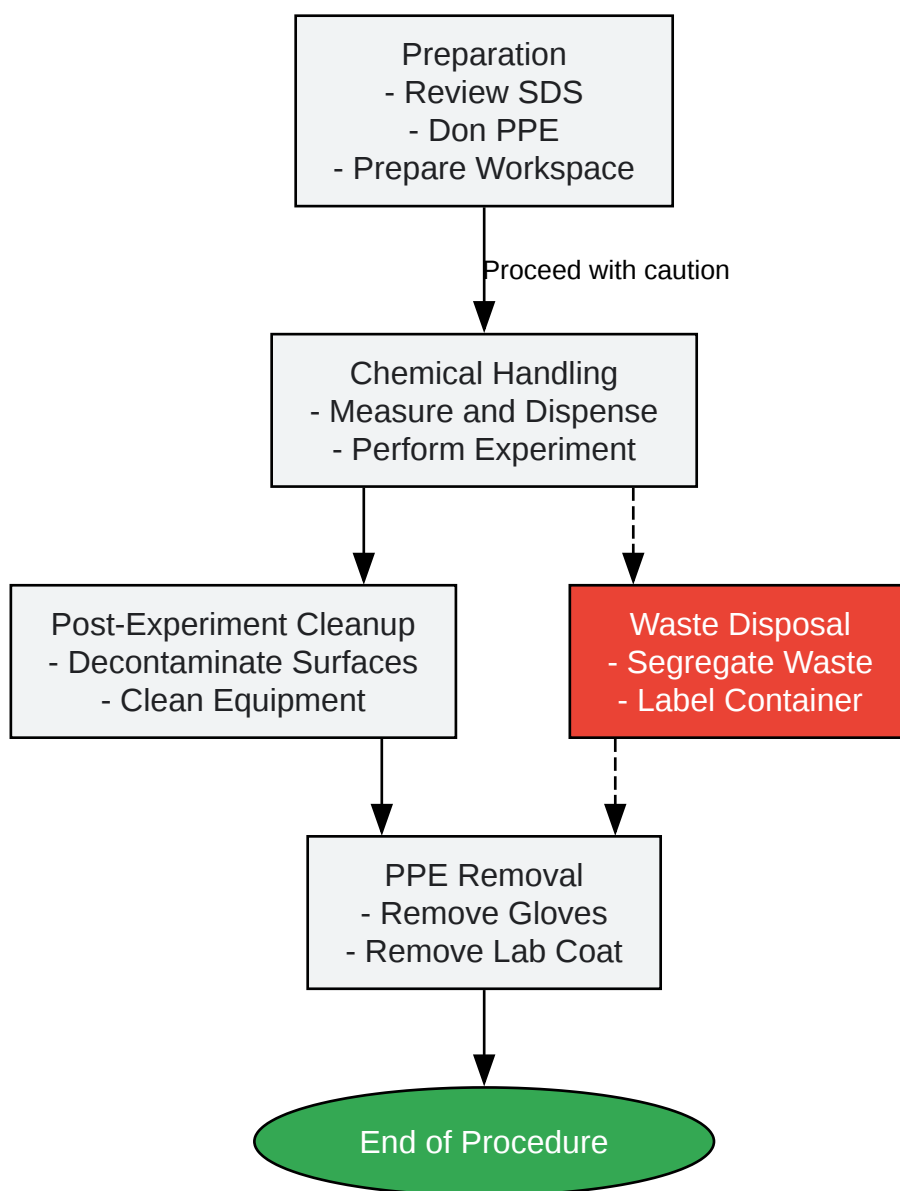 Preparation
- Review SDS
- Don PPE
- Prepare Workspace
Proceed with caution
Chemical Handling
- Measure and Dispense
- Perform Experiment
Post-Experiment Cleanup
- Decontaminate Surfaces
- Clean Equipment
Waste Disposal
- Segregate Waste
- Label Container
PPE Removal
- Remove Gloves
- Remove Lab Coat
End of Procedure